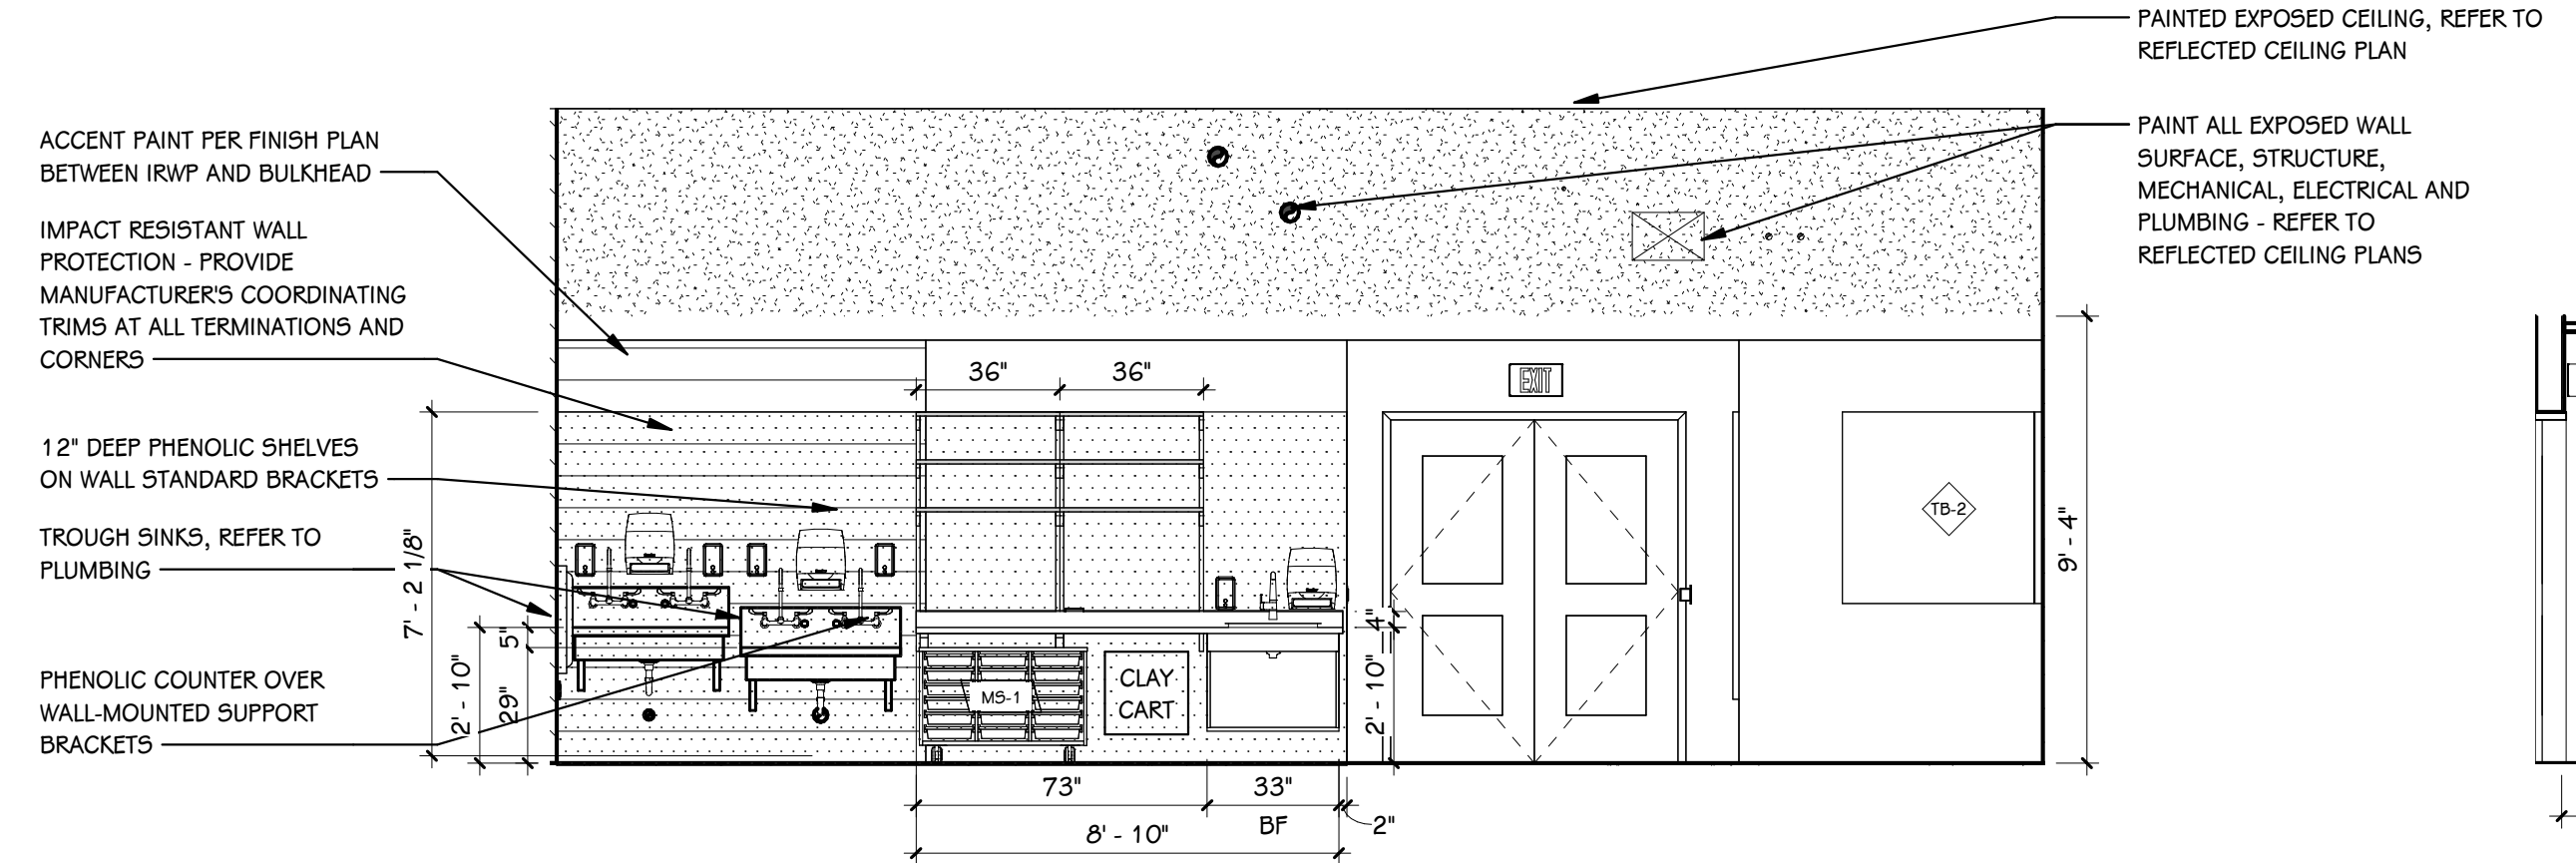 PAINTED EXPOSED CEILING, REFER TO
REFLECTED CEILING PLAN
PAINT ALL EXPOSED WALL
SURFACE, STRUCTURE,
MECHANICAL, ELECTRICAL AND
PLUMBING - REFER TO
REFLECTED CEILING PLANS
ACCENT PAINT PER FINISH PLAN
BETWEEN IRWP AND BULKHEAD
IMPACT RESISTANT WALL
PROTECTION - PROVIDE
MANUFACTURER'S COORDINATING
TRIMS AT ALL TERMINATIONS AND
CORNERS
12" DEEP PHENOLIC SHELVES
ON WALL STANDARD BRACKETS
TROUGH SINKS, REFER TO
PLUMBING
PHENOLIC COUNTER OVER
WALL-MOUNTED SUPPORT
BRACKETS
7' - 2 1/8"
2' - 10"
5"
29"
36"
36"
EXIT
TB-2
9' - 4"
4"
2' - 10"
MS-1
CLAY
CART
73"
33"
BF
2"
8' - 10"